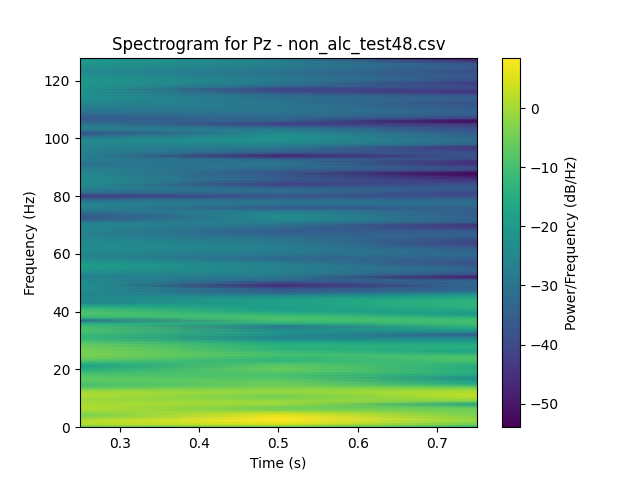 Spectrogram for Pz - non_alc_test48.csv
Frequency (Hz)
120
100
80
60
40
20
0
0.3 0.4 0.5 0.6 0.7
Time (s)
0
−10
−20
−30
−40
−50
Power/Frequency (dB/Hz)